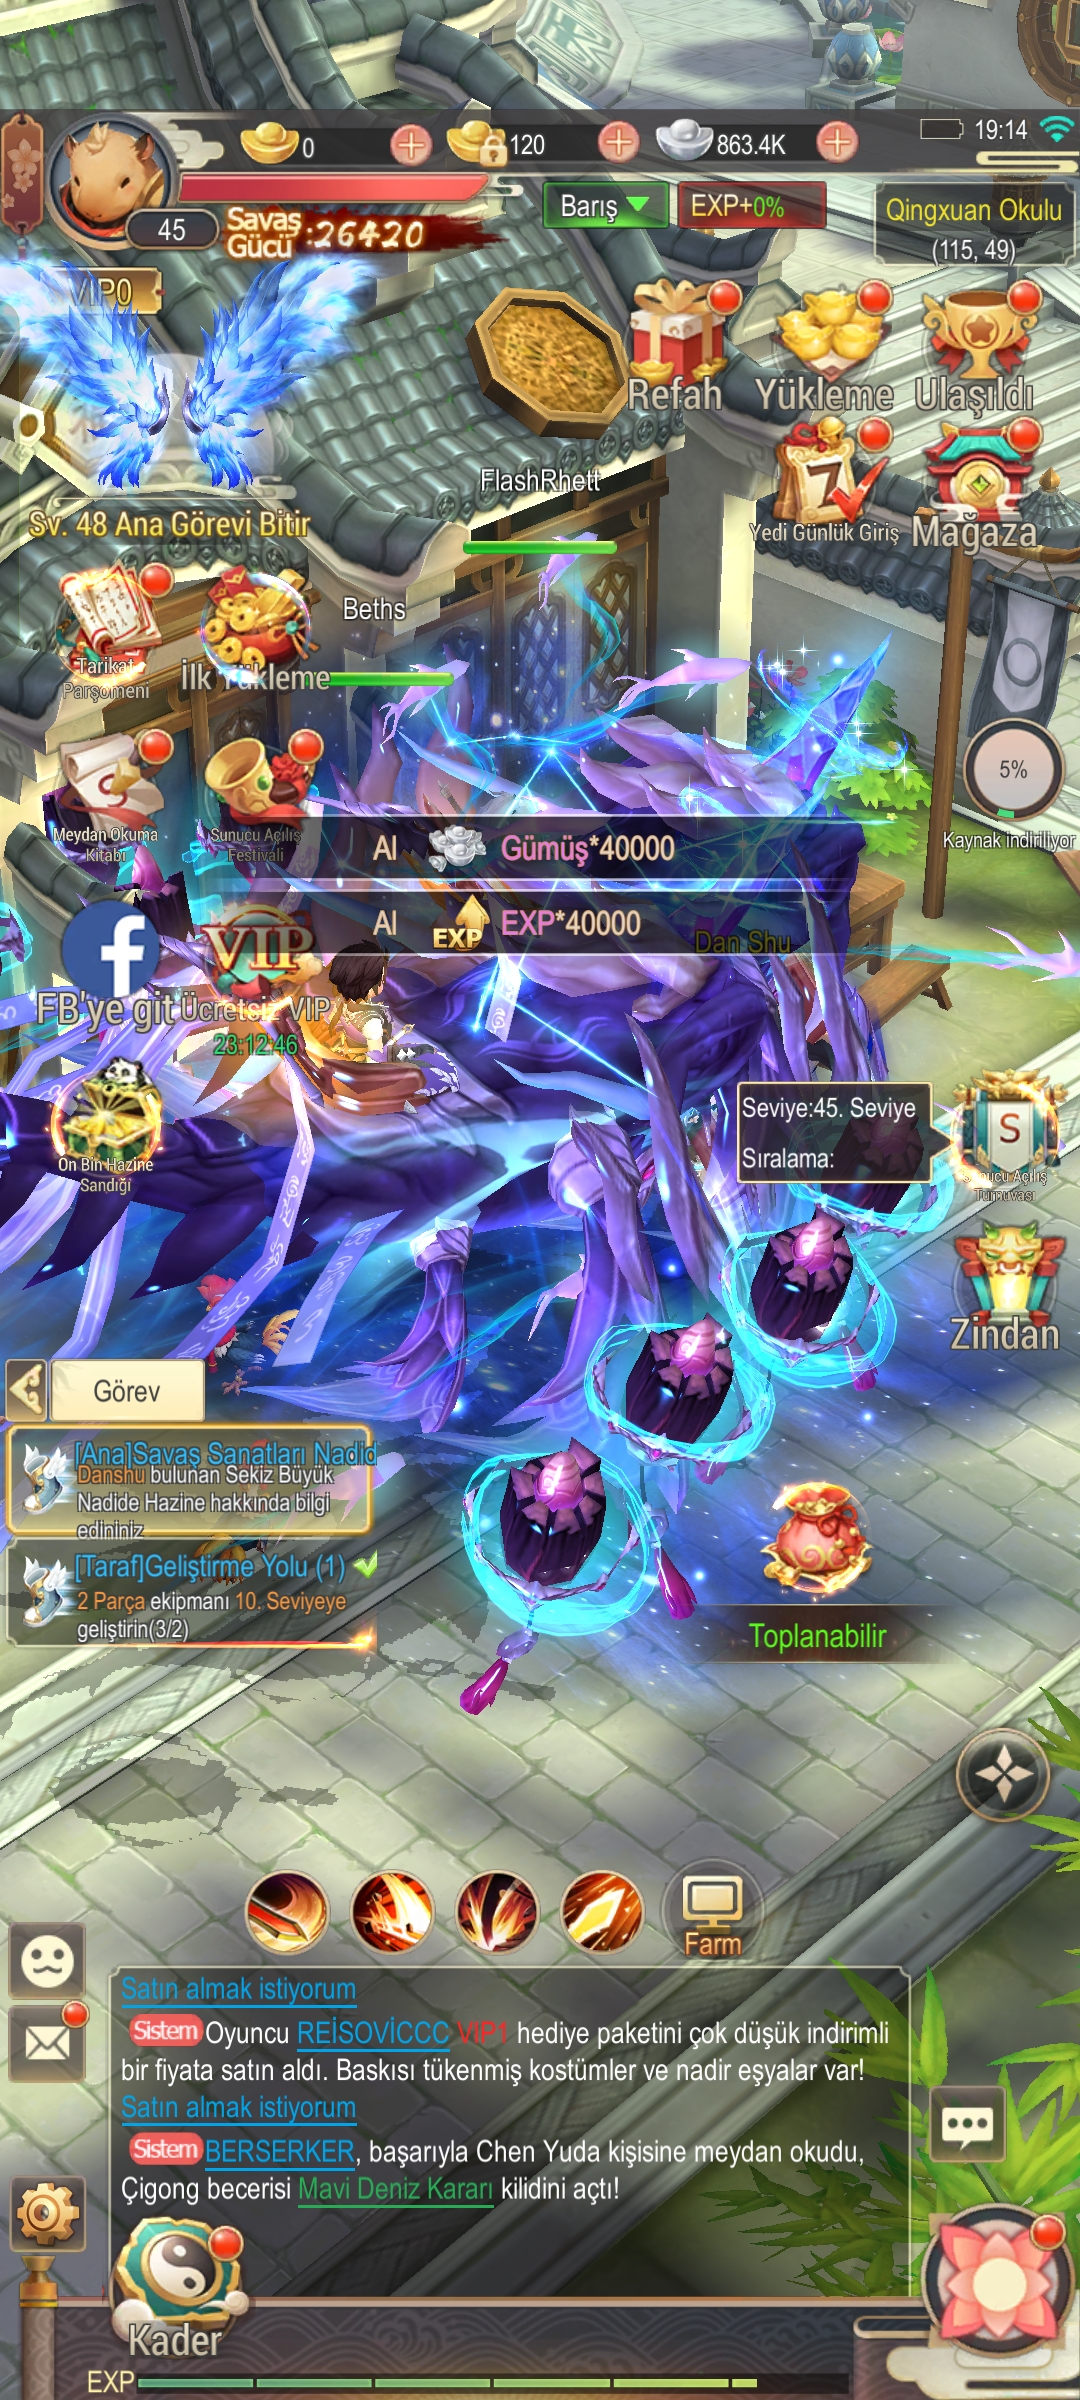 0
120
863.4K
19:14
45
Savaş Gücü :26420
Barış
EXP+0%
Qingxuan Okulu
(115, 49)
VIP0
Refah
Yükleme
Ulaşıldı
FlashRhett
Yedi Günlük Giriş
Mağaza
Sv. 48 Ana Görevi Bitir
Beths
Tarikat
Parşömeni
İlk Yükleme
5%
Kaynak indiriliyor
Meydan Okuma
Kitabı
Sunucu Açılış
Festivali
Al Gümüş*40000
Al EXP EXP*40000
Dan Shu
VIP
FB'ye git
Ücretsiz VIP
23:12:46
On Bin Hazine
Sandığı
Seviye:45. Seviye
Sıralama:
S
Sunucu Açılış
Turnuvası
Zindan
Görev
[Ana]Savaş Sanatları Nadid
Danshu bulunan Sekiz Büyük
Nadide Hazine hakkında bilgi
edininiz
[Taraf]Geliştirme Yolu (1)
2 Parça ekipmanı 10. Seviyeye
geliştirin(3/2)
Toplanabilir
Farm
Satın almak istiyorum
Sistem Oyuncu REİSOVİCCC VIP1 hediye paketini çok düşük indirimli
bir fiyata satın aldı. Baskısı tükenmiş kostümler ve nadir eşyalar var!
Satın almak istiyorum
Sistem BERSERKER, başarıyla Chen Yuda kişisine meydan okudu,
Çigong becerisi Mavi Deniz Kararı kilidini açtı!
Kader
EXP